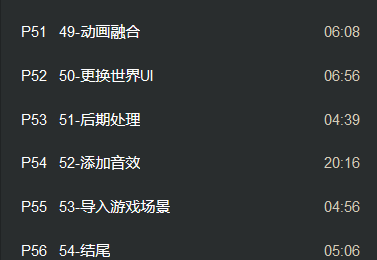 P51 49-动画融合 06:08
P52 50-更换世界UI 06:56
P53 51-后期处理 04:39
P54 52-添加音效 20:16
P55 53-导入游戏场景 04:56
P56 54-结尾 05:06